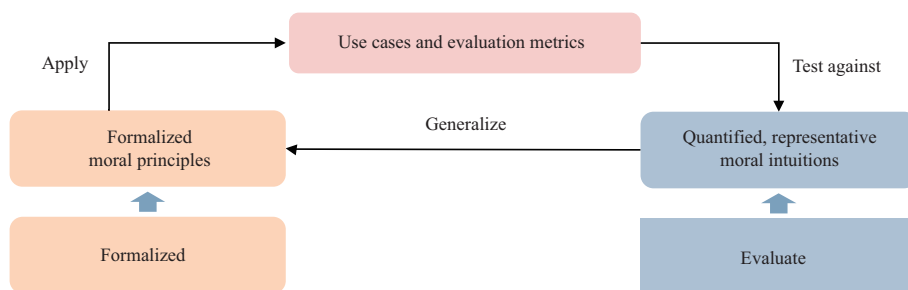 Use cases and evaluation metrics
Apply
Test against
Generalize
Formalized
moral principles
Quantified, representative
moral intuitions
Formalized
Evaluate